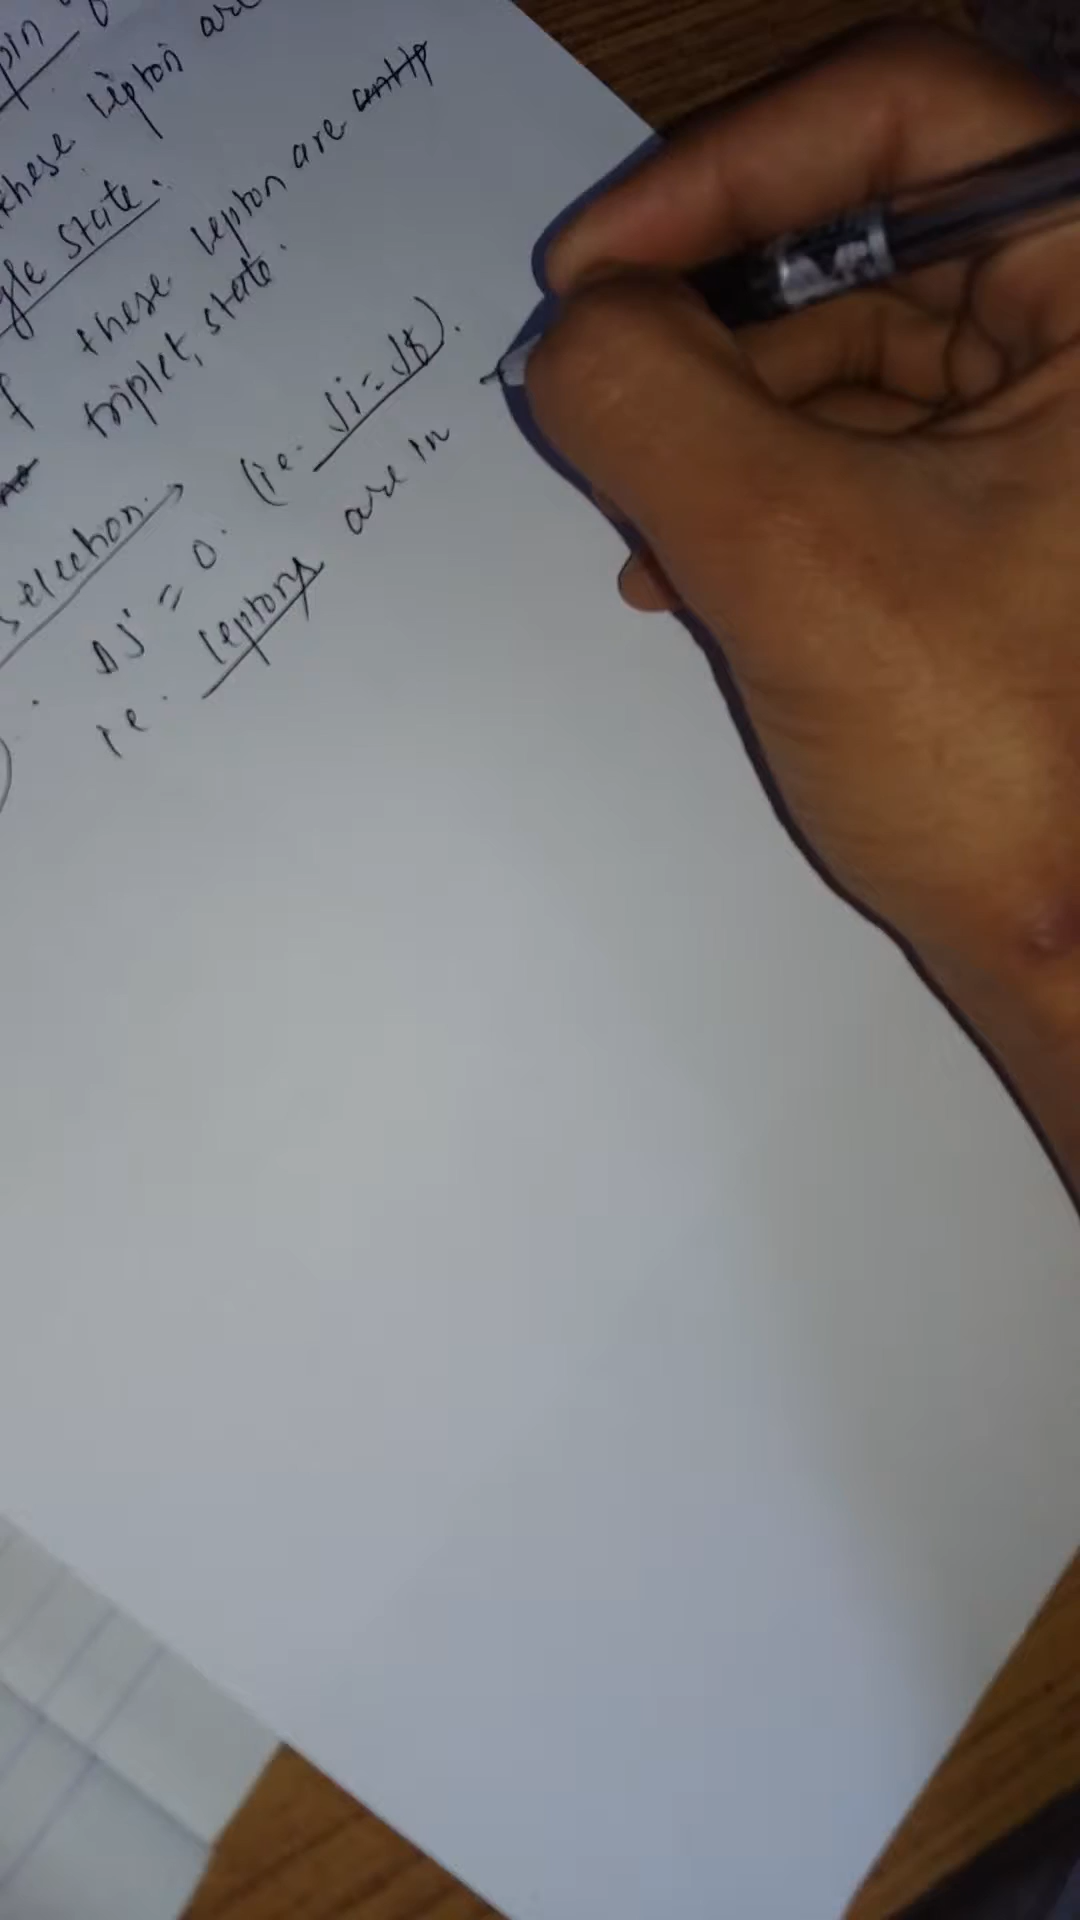 pin
these lepton are
gle state.
f these lepton are
triplet, state.
selection. →
ΔJ = 0. (ie. Ji = Jf).
ie. leptons are in